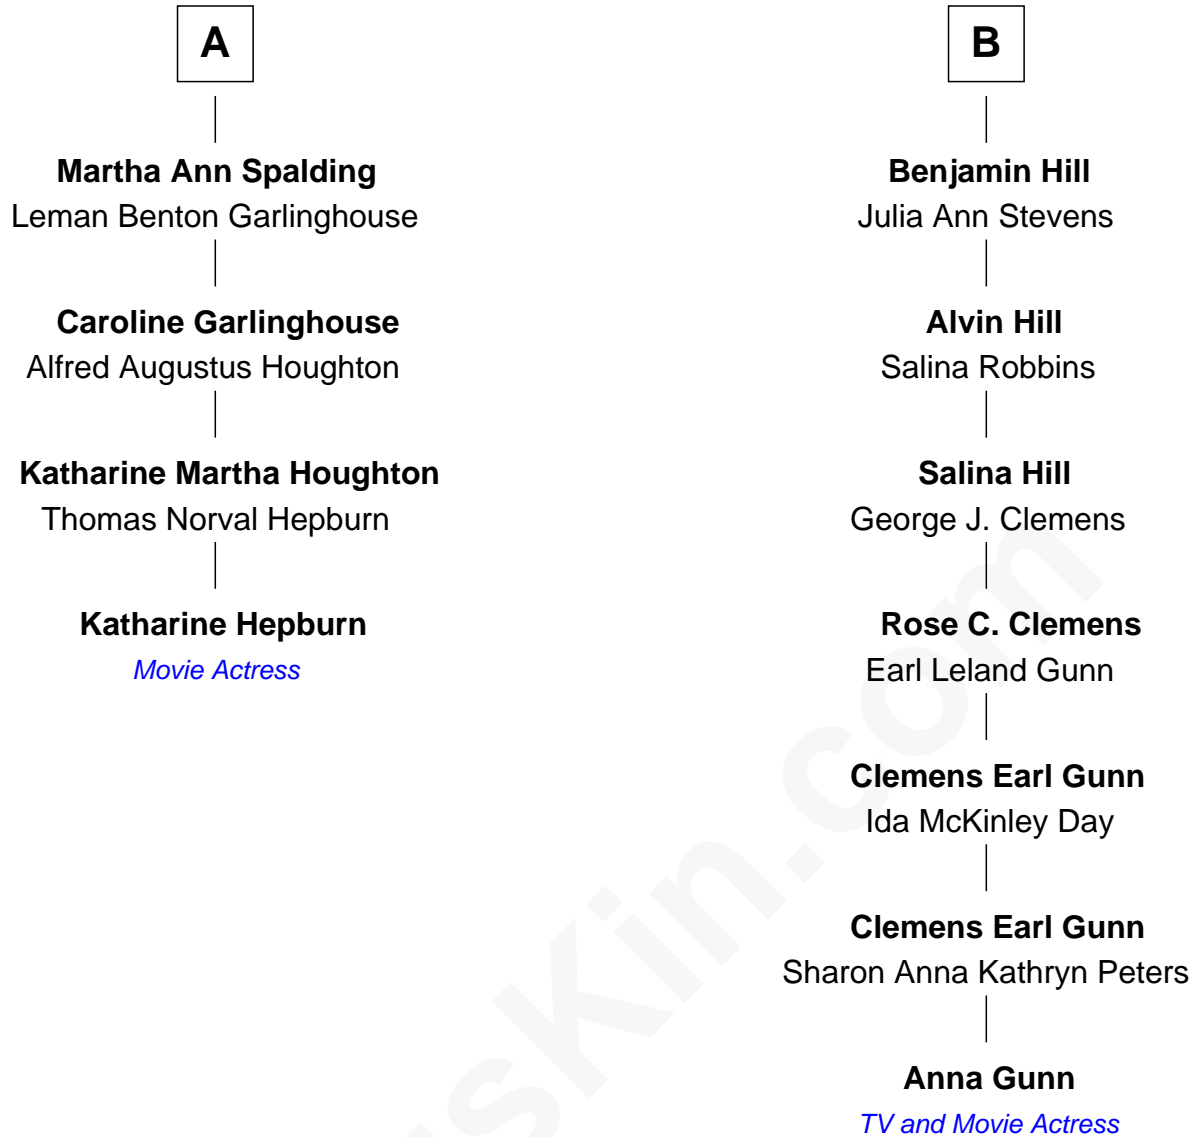 A
Martha Ann Spalding
Leman Benton Garlinghouse
Caroline Garlinghouse
Alfred Augustus Houghton
Katharine Martha Houghton
Thomas Norval Hepburn
Katharine Hepburn
Movie Actress
B
Benjamin Hill
Julia Ann Stevens
Alvin Hill
Salina Robbins
Salina Hill
George J. Clemens
Rose C. Clemens
Earl Leland Gunn
Clemens Earl Gunn
Ida McKinley Day
Clemens Earl Gunn
Sharon Anna Kathryn Peters
Anna Gunn
TV and Movie Actress